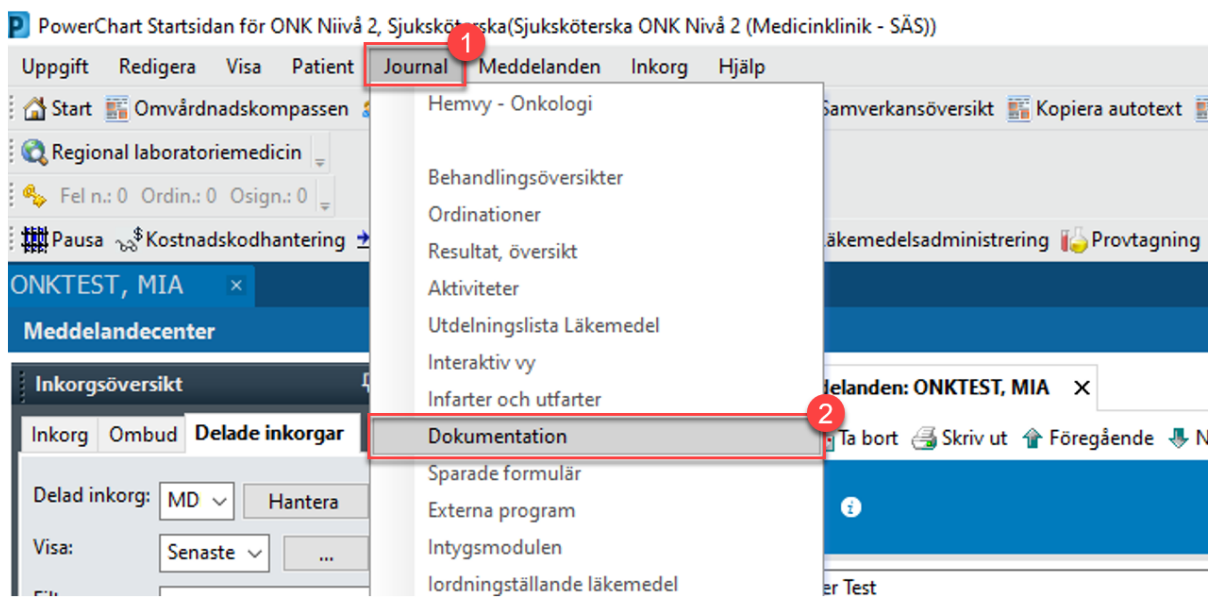 PowerChart Startsidan för ONK Niivå 2, Sjuksköterska(Sjuksköterska ONK Nivå 2 (Medicinklinik - SÄS))
1
Uppgift Redigera Visa Patient Journal Meddelanden Inkorg Hjälp
Start Omvårdnadskompassen Hemvy - Onkologi Samverkansöversikt Kopiera autotext
Regional laboratoriemedicin
Behandlingsöversikter
Fel n.: 0 Ordin.: 0 Osign.: 0
Ordinationer
Pausa Kostnadskodhantering Resultat, översikt äkemedelsadministrering Provtagning
ONKTEST, MIA × Aktiviteter
Meddelandecenter Utdelningslista Läkemedel
Interaktiv vy
Inkorgsöversikt Infarter och utfarter delanden: ONKTEST, MIA X
2
Inkorg Ombud Delade inkorgar Dokumentation Ta bort Skriv ut Föregående N
Sparade formulär
Delad inkorg: MD Hantera Externa program
Visa: Senaste ... Intygsmodulen
Iordningställande läkemedel er Test